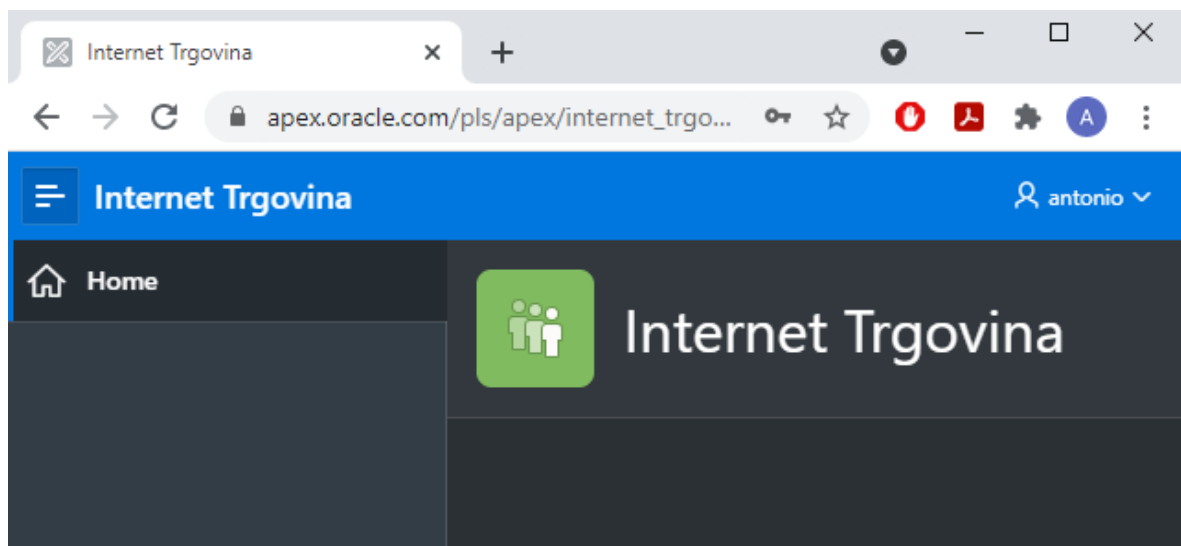 Internet Trgovina
apex.oracle.com/pls/apex/internet_trgo...
A
Internet Trgovina
antonio
Home
Internet Trgovina